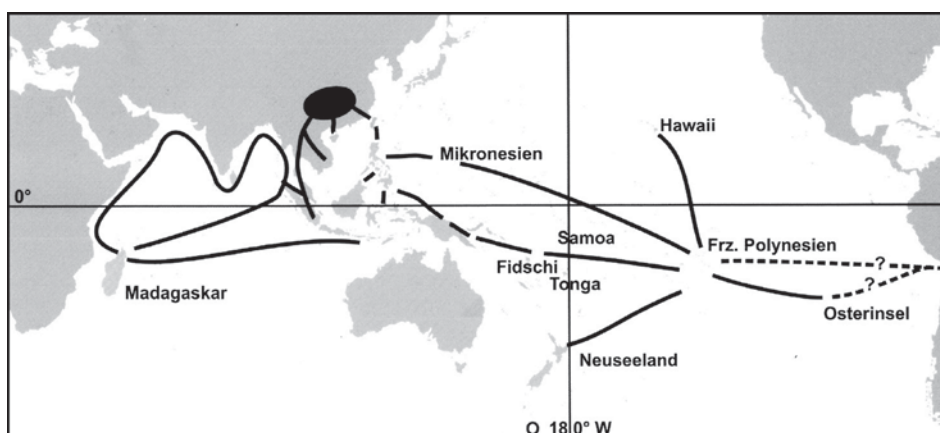 Hawaii
Mikronesien
0°
Samoa
Frz. Polynesien
Fidschi
Tonga
?
?
Madagaskar
Osterinsel
Neuseeland
O 180° W